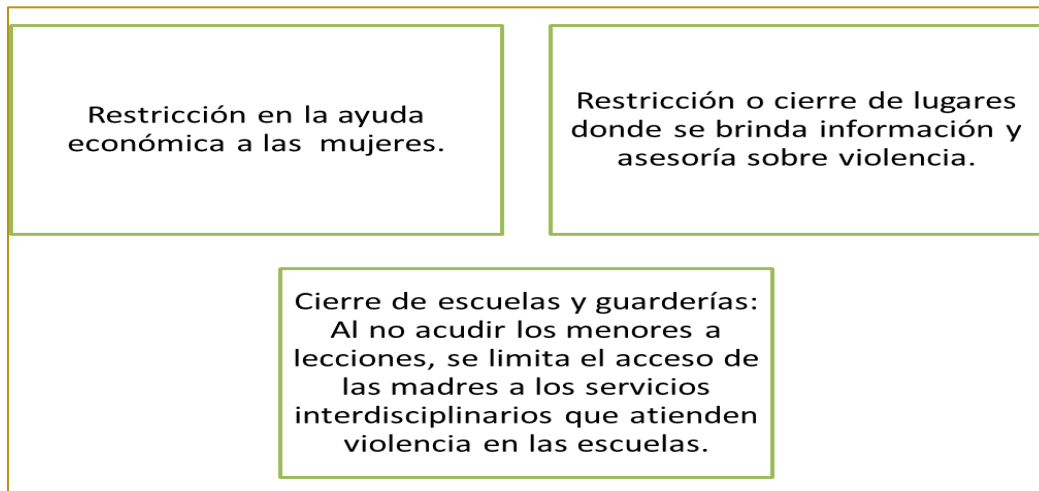 Restricción en la ayuda
económica a las mujeres.
Restricción o cierre de lugares
donde se brinda información y
asesoría sobre violencia.
Cierre de escuelas y guarderías:
Al no acudir los menores a
lecciones, se limita el acceso de
las madres a los servicios
interdisciplinarios que atienden
violencia en las escuelas.